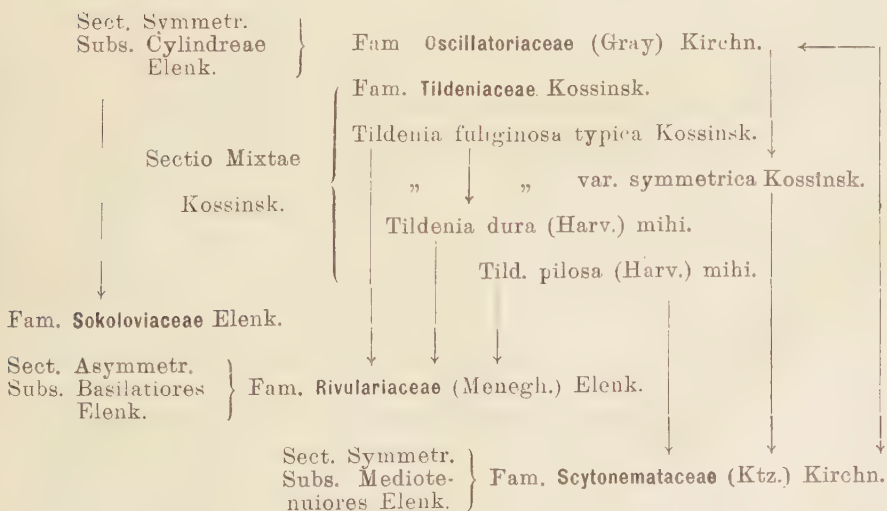 Sect. Symmetr.
Subs. Cylindreae
Elenk.
Fam Oscillatoriaceae (Gray) Kirchn.
Fam. Tildeniaceae Kossinsk.
Tildenia fuliginosa typica Kossinsk.
Sectio Mixtae
Kossinsk.
„ „ var. symmetrica Kossinsk.
Tildenia dura (Harv.) mihi.
Tild. pilosa (Harv.) mihi.
Fam. Sokoloviaceae Elenk.
Sect. Asymmetr.
Subs. Basilatiores
Elenk.
Fam. Rivulariaceae (Menegh.) Elenk.
Sect. Symmetr.
Subs. Mediote-
nuiores Elenk.
Fam. Scytonemataceae (Ktz.) Kirchn.